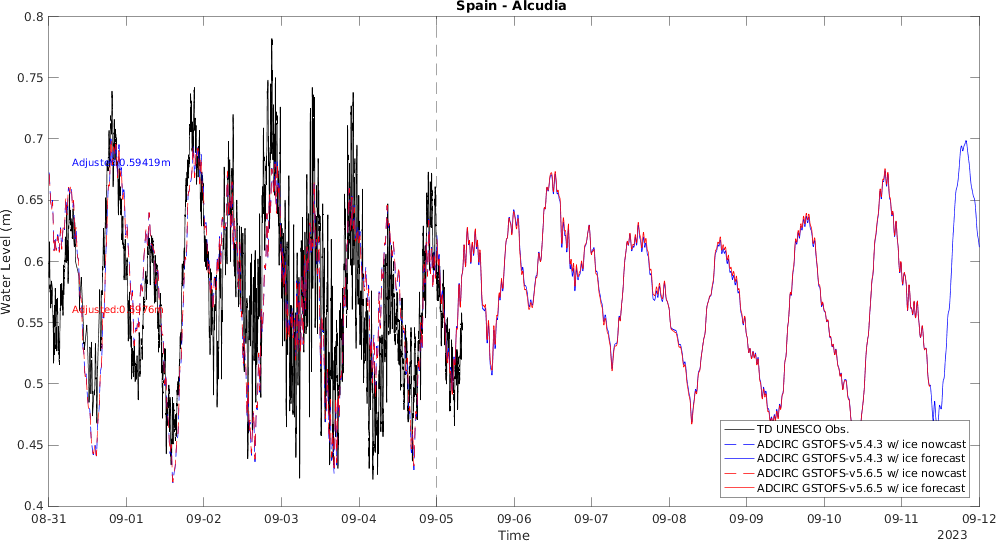 Spain - Alcudia
0.8
0.75
0.7
0.65
0.6
0.55
0.5
0.45
0.4
Water Level (m)
Adjusted:0.59419m
TD UNESCO Obs.
ADCIRC GSTOFS-v5.4.3 w/ ice nowcast
ADCIRC GSTOFS-v5.4.3 w/ ice forecast
ADCIRC GSTOFS-v5.6.5 w/ ice nowcast
ADCIRC GSTOFS-v5.6.5 w/ ice forecast
08-31 09-01 09-02 09-03 09-04 09-05 09-06 09-07 09-08 09-09 09-10 09-11 09-12
Time
2023